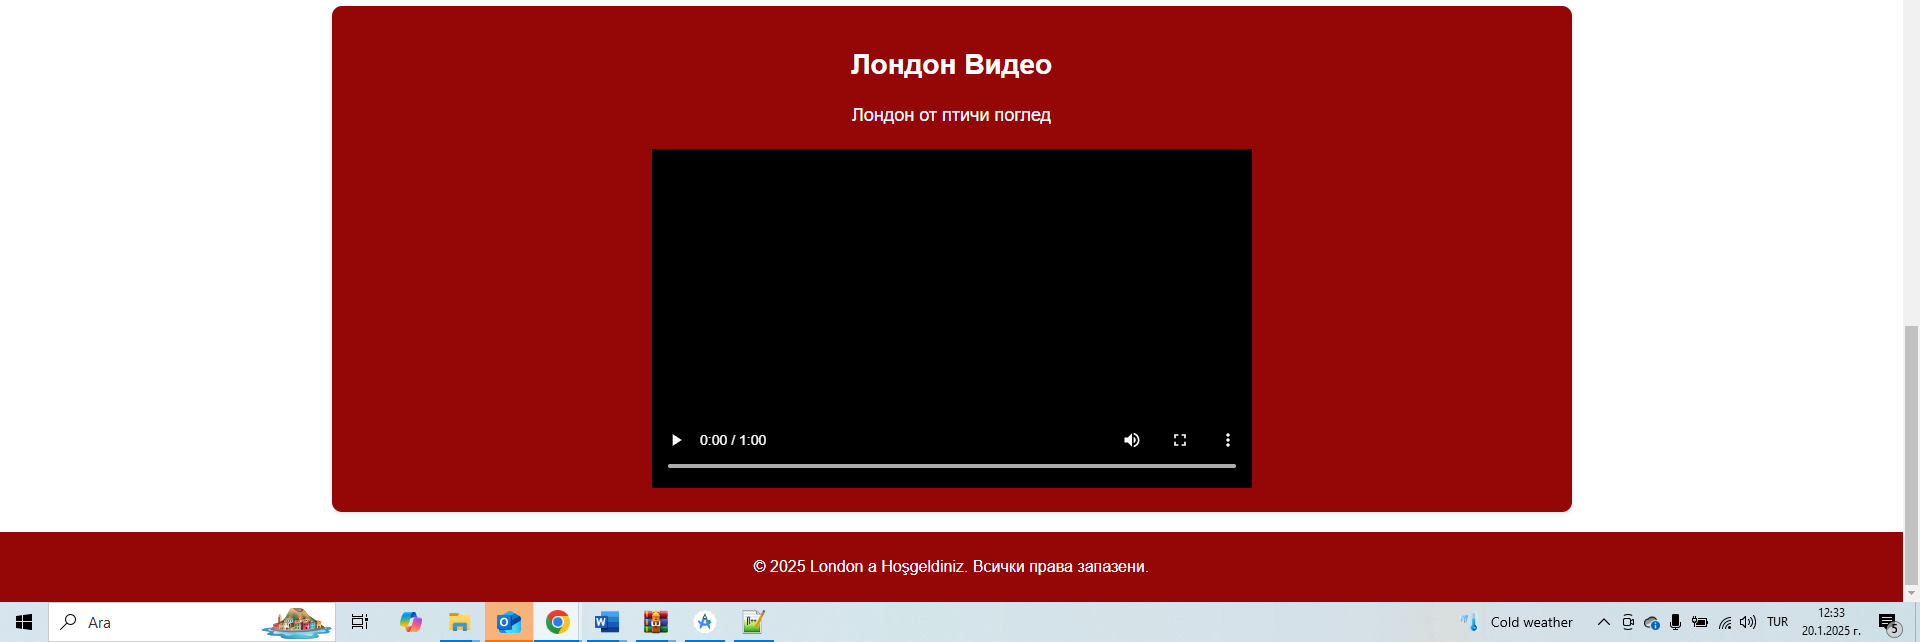 Лондон Видео
Лондон от птичи поглед
0:00 / 1:00
© 2025 London a Hoşgeldiniz. Всички права запазени.
Ara
Cold weather
TUR
12:33
20.1.2025 г.
5